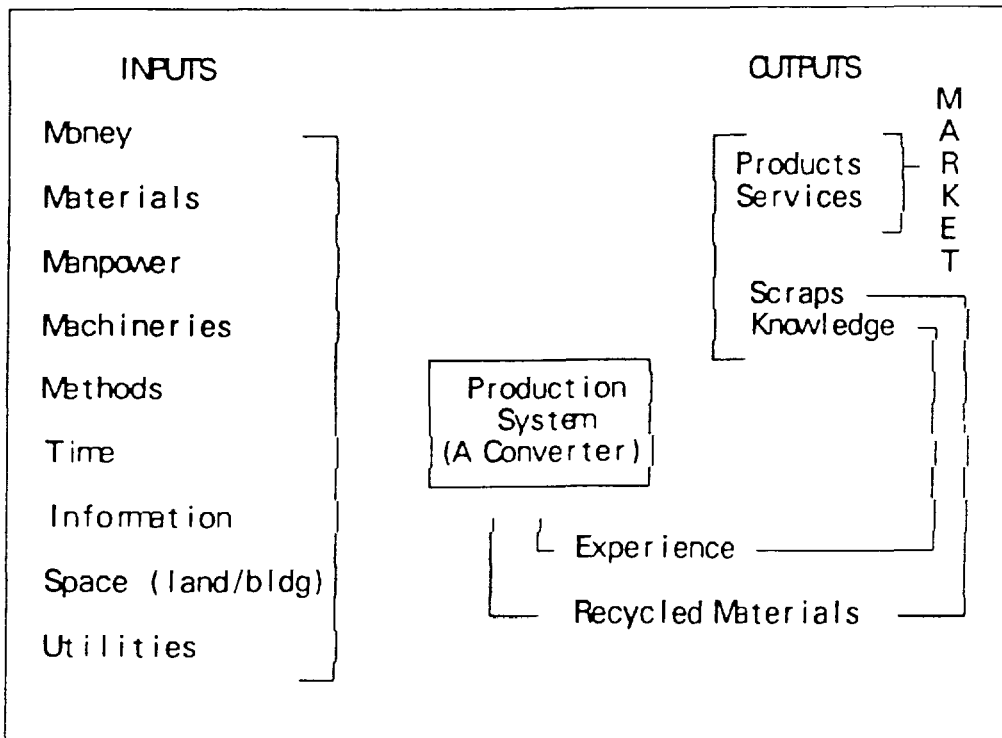 INPUTS
Money
Materials
Manpower
Machineries
Methods
Time
Information
Space (land/bldg)
Utilities
Production
System
(A Converter)
OUTPUTS
Products
Services
Scraps
Knowledge
MARKET
Experience
Recycled Materials